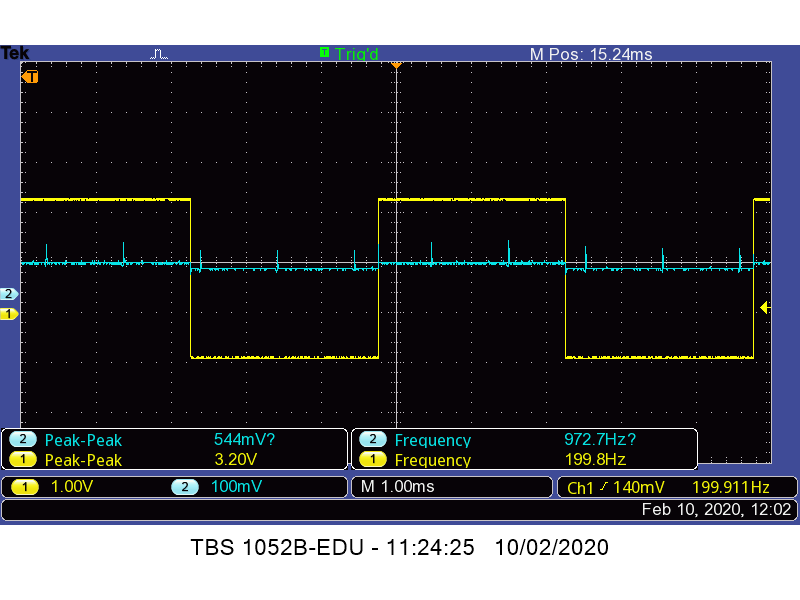 Tek T Trig'd M Pos: 15.24ms
T
2
1
2 Peak-Peak 544mV? 2 Frequency 972.7Hz?
1 Peak-Peak 3.20V 1 Frequency 199.8Hz
1 1.00V 2 100mV M 1.00ms Ch1 140mV 199.911Hz
Feb 10, 2020, 12:02
TBS 1052B-EDU - 11:24:25 10/02/2020